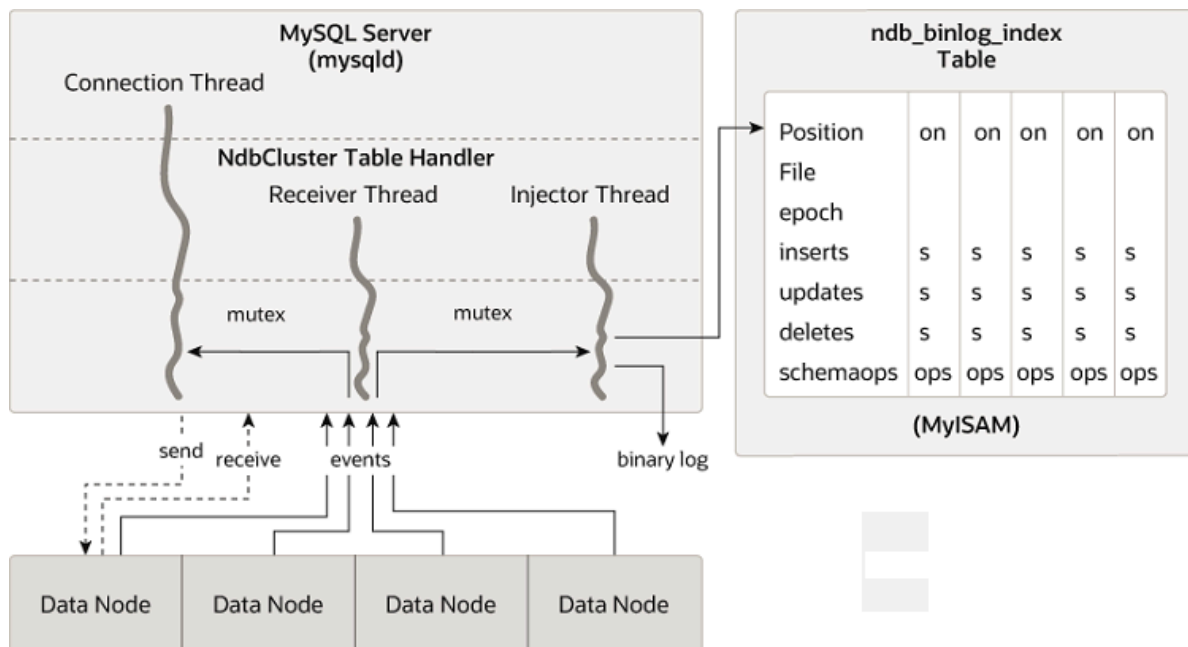 MySQL Server
(mysqld)
Connection Thread
NdbCluster Table Handler
Receiver Thread
Injector Thread
mutex
mutex
send
receive
events
binary log
Data Node
Data Node
Data Node
Data Node
ndb_binlog_index
Table
Position on on on on on
File
epoch
inserts s s s s s
updates s s s s s
deletes s s s s s
schemaops ops ops ops ops ops
(MyISAM)